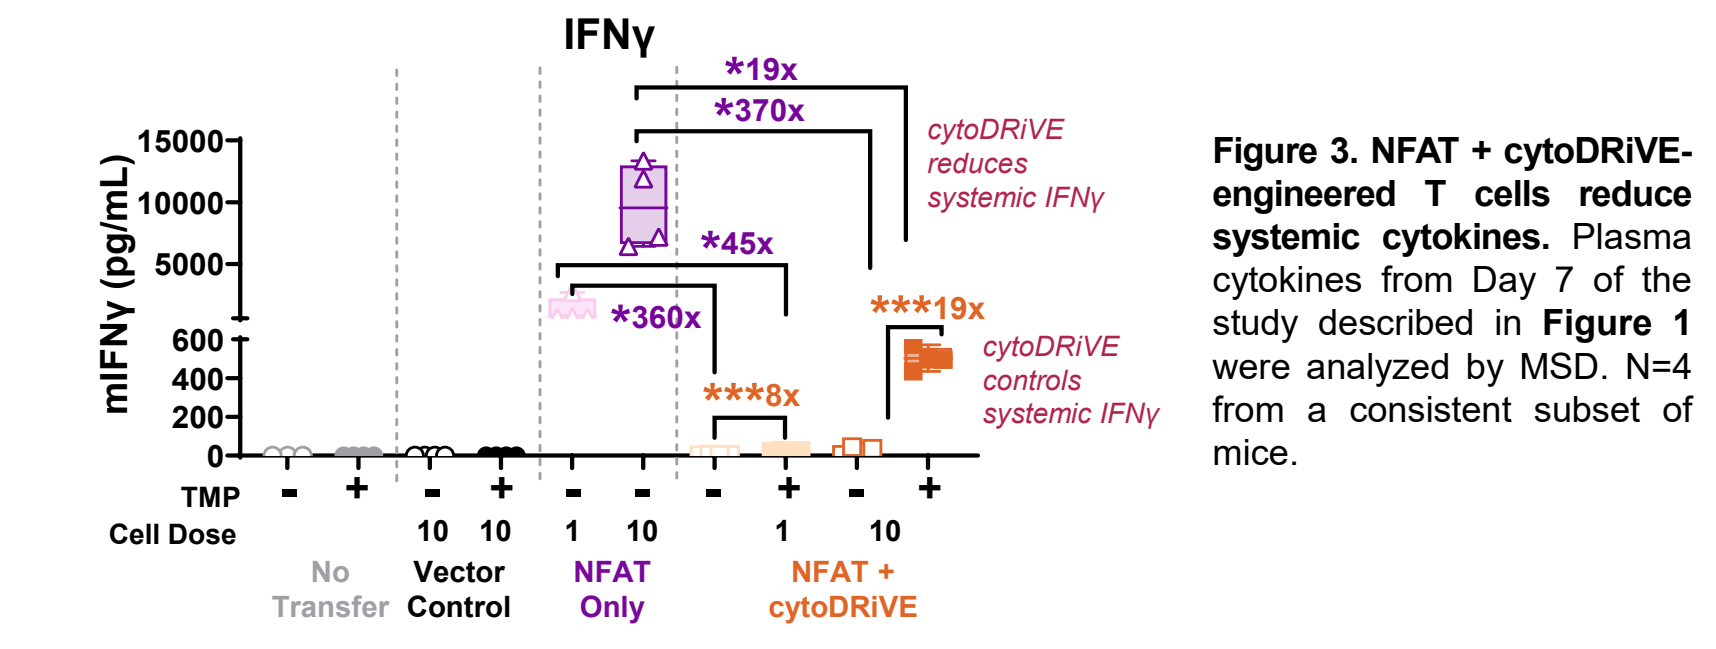 IFNγ
*19x
*370x
cytoDRiVE
reduces
systemic IFNγ
15000
10000
5000
600
400
200
0
mIFNγ (pg/mL)
*45x
*360x
***8x
***19x
cytoDRiVE
controls
systemic IFNγ
TMP - + - + - - - + - +
Cell Dose 10 10 1 10 1 10
No Vector NFAT NFAT +
Transfer Control Only cytoDRiVE
Figure 3. NFAT + cytoDRiVE-
engineered T cells reduce
systemic cytokines. Plasma
cytokines from Day 7 of the
study described in Figure 1
were analyzed by MSD. N=4
from a consistent subset of
mice.